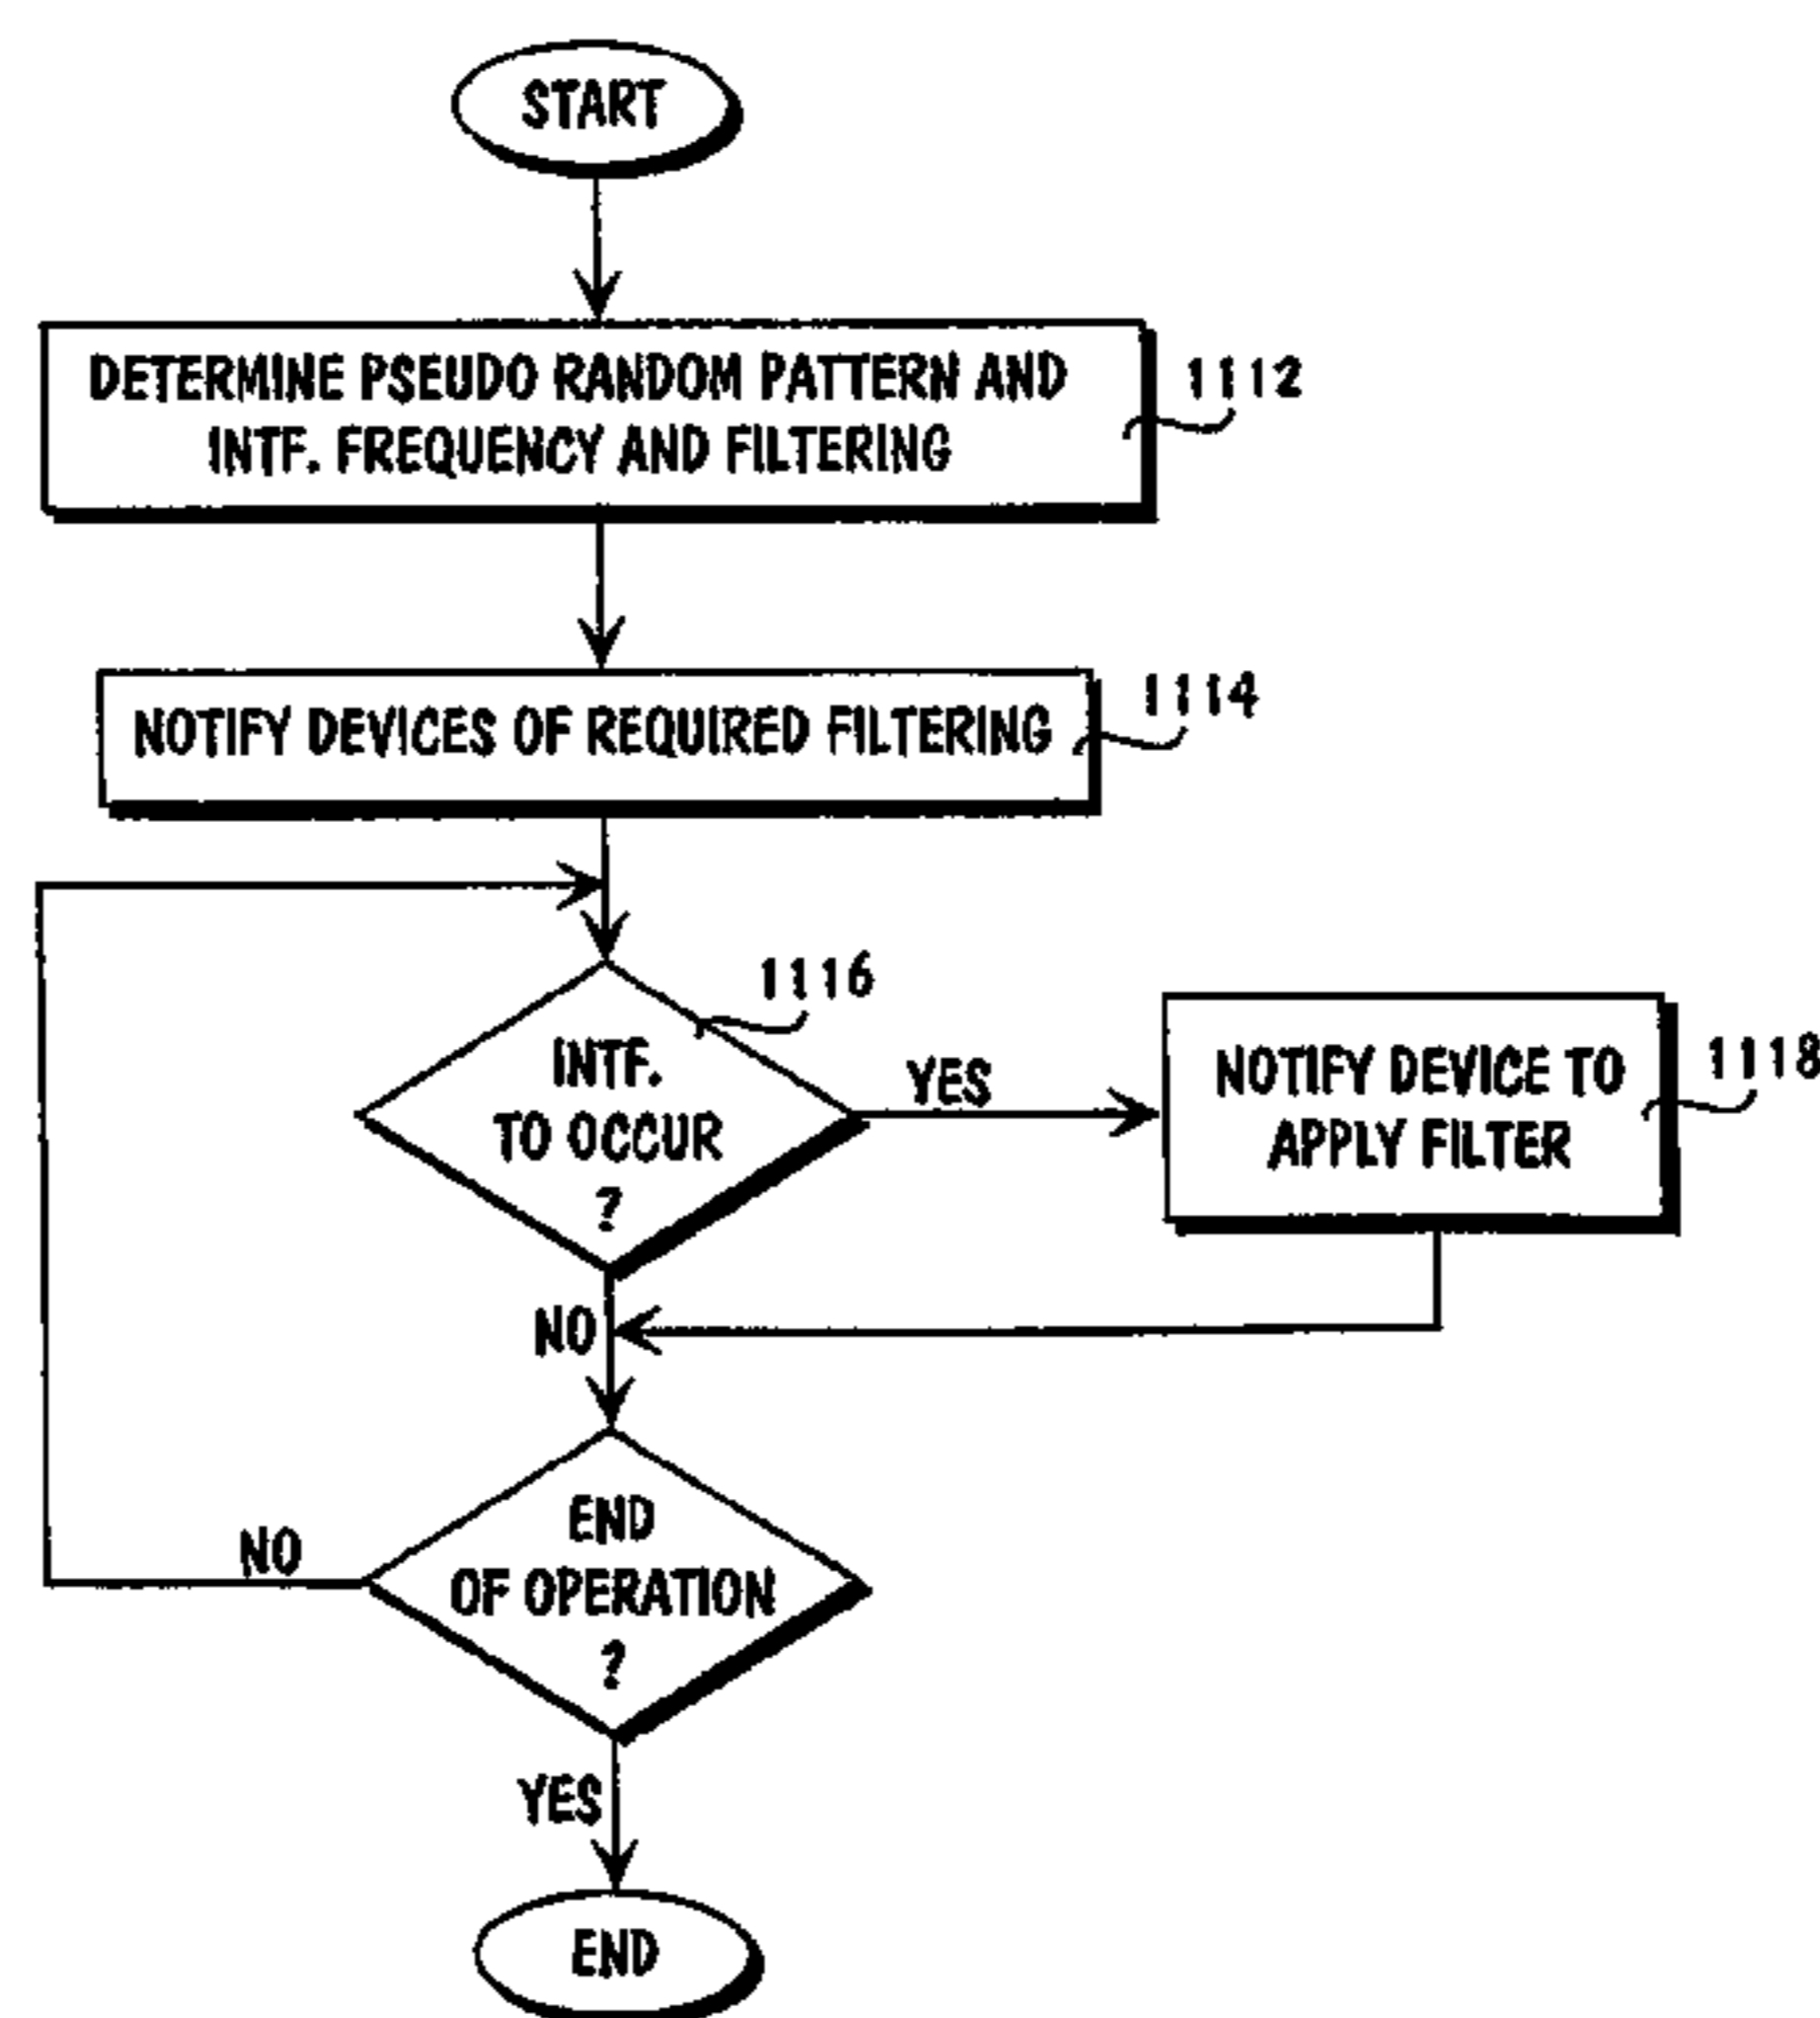 START
DETERMINE PSEUDO RANDOM PATTERN AND
INTF. FREQUENCY AND FILTERING
1112
NOTIFY DEVICES OF REQUIRED FILTERING
1114
INTF.
TO OCCUR
?
1116
YES
NOTIFY DEVICE TO
APPLY FILTER
1118
NO
END
OF OPERATION
?
NO
YES
END